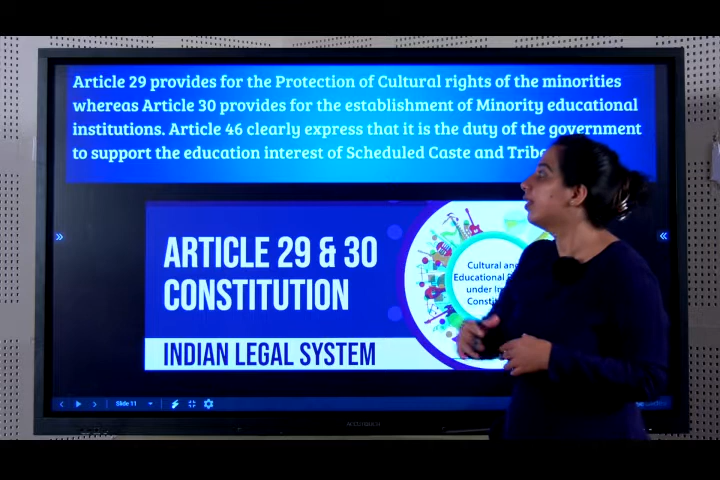 Article 29 provides for the Protection of Cultural rights of the minorities
whereas Article 30 provides for the establishment of Minority educational
institutions. Article 46 clearly express that it is the duty of the government
to support the education interest of Scheduled Caste and
ARTICLE 29 & 30
CONSTITUTION
INDIAN LEGAL SYSTEM
Cultural
Educational
under
Slide 11